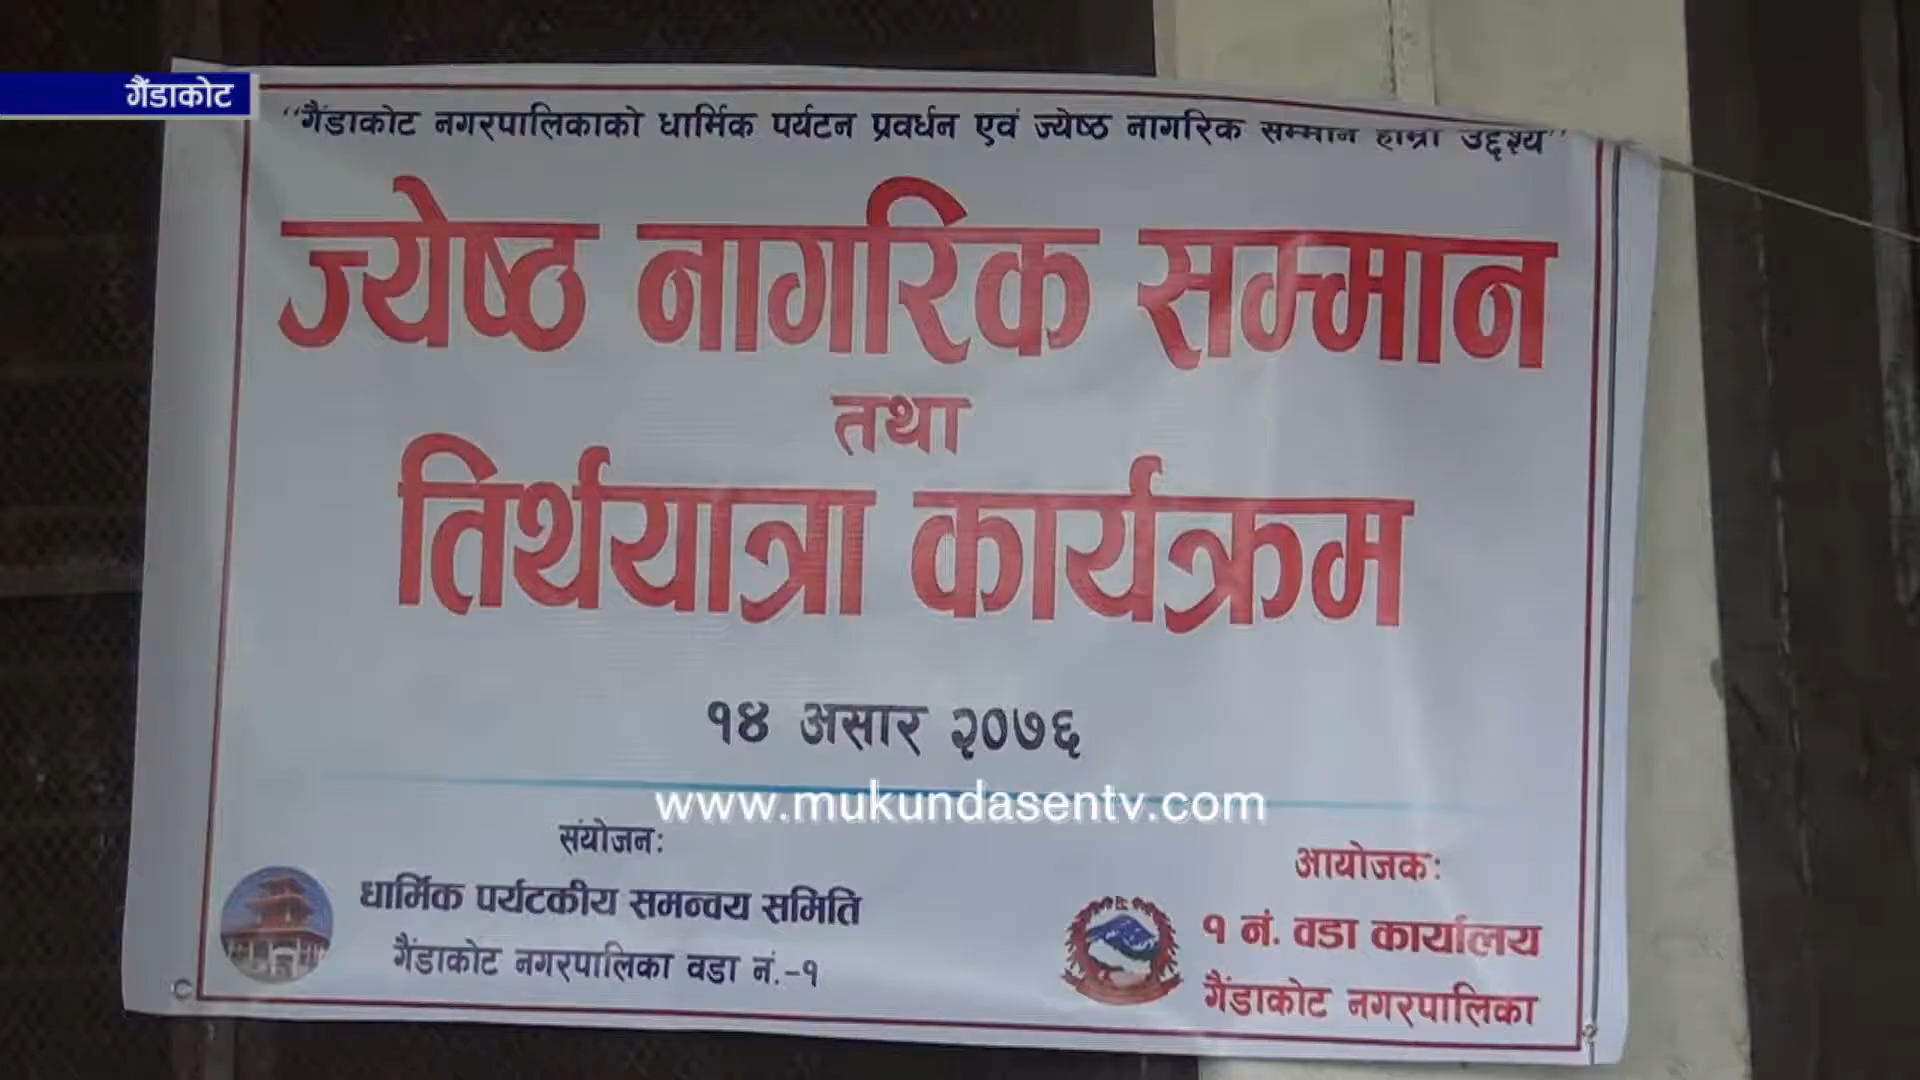 गैंडाकोट
“गैंडाकोट नगरपालिकाको धार्मिक पर्यटन प्रवर्धन एवं ज्येष्ठ नागरिक सम्मान हाम्रो उद्देश्य”
ज्येष्ठ नागरिक सम्मान
तथा
तिर्थयात्रा कार्यक्रम
१४ असार २०७६
www.mukundasentv.com
संयोजन:
धार्मिक पर्यटकीय समन्वय समिति
गैंडाकोट नगरपालिका वडा नं.-१
आयोजक:
१ नं. वडा कार्यालय
गैंडाकोट नगरपालिका